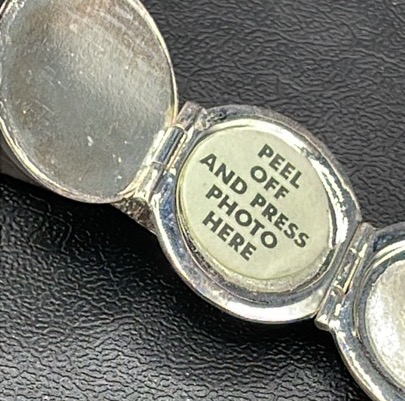 PEEL
OFF
AND PRESS
PHOTO
HERE